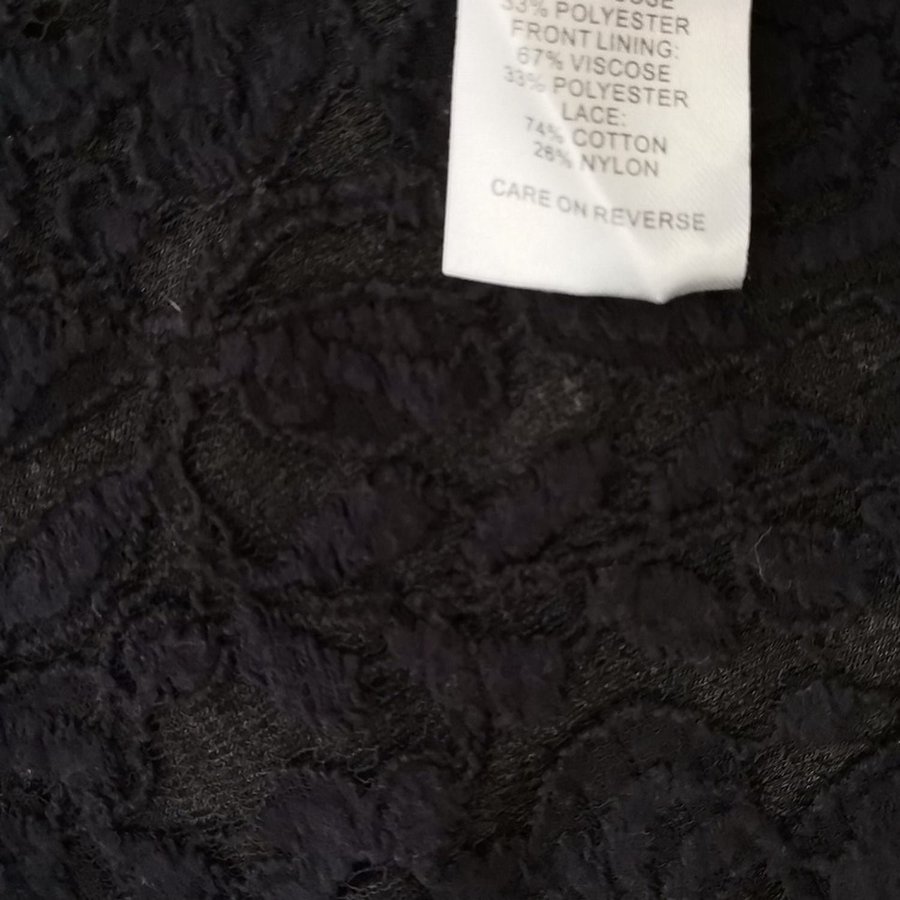 33% POLYESTER
FRONT LINING:
67% VISCOSE
33% POLYESTER
LACE:
74% COTTON
26% NYLON
CARE ON REVERSE